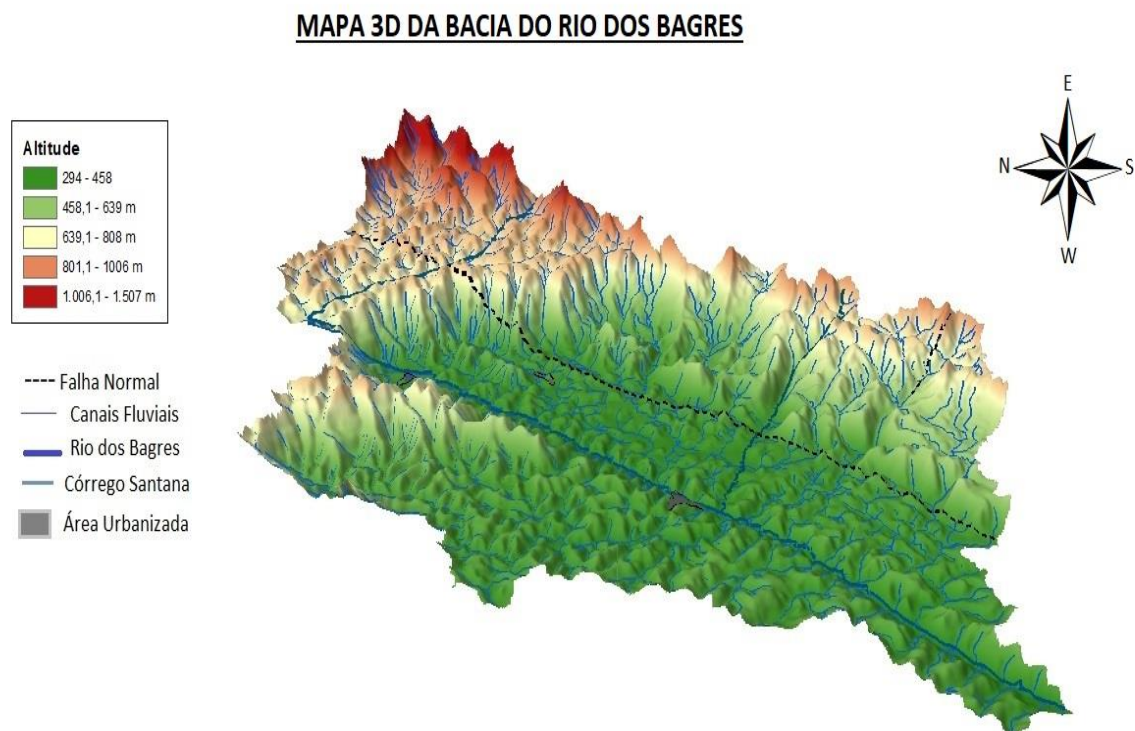 MAPA 3D DA BACIA DO RIO DOS BAGRES
Altitude
294 - 458
458,1 - 639 m
639,1 - 808 m
801,1 - 1006 m
1.006,1 - 1.507 m
Falha Normal
Canais Fluviais
Rio dos Bagres
Córrego Santana
Área Urbanizada
E
N
S
W